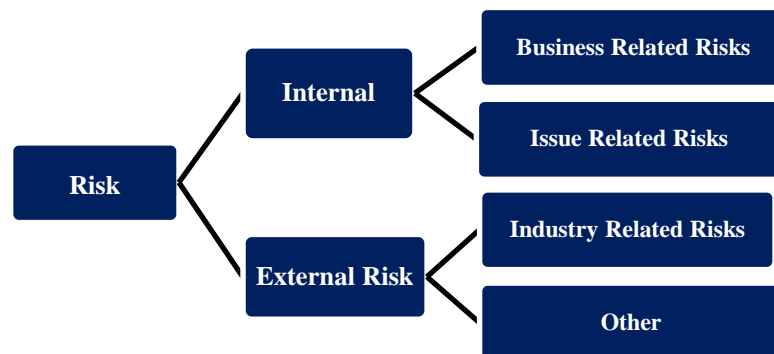 Risk
Internal
External Risk
Business Related Risks
Issue Related Risks
Industry Related Risks
Other